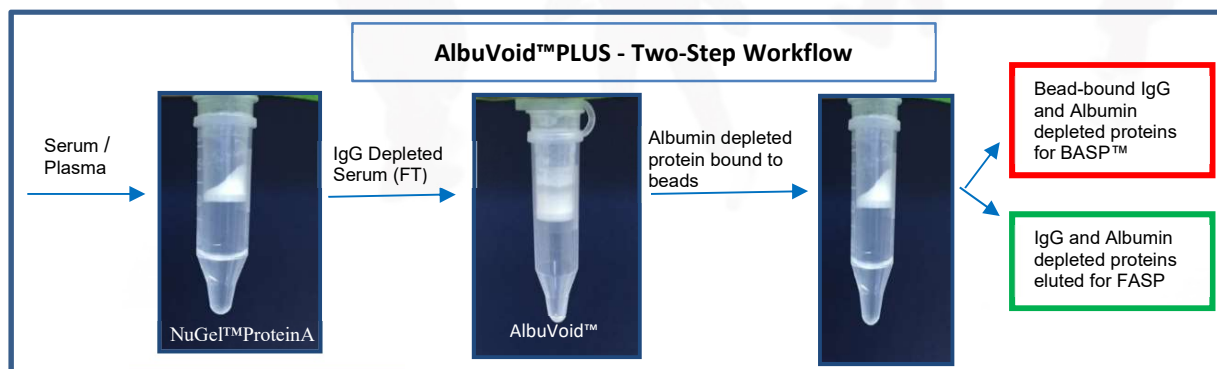 AlbuVoid™PLUS - Two-Step Workflow
Serum /
Plasma
NuGel™ProteinA
IgG Depleted
Serum (FT)
AlbuVoid™
Albumin depleted
protein bound to
beads
Bead-bound IgG
and Albumin
depleted proteins
for BASP™
IgG and Albumin
depleted proteins
eluted for FASP